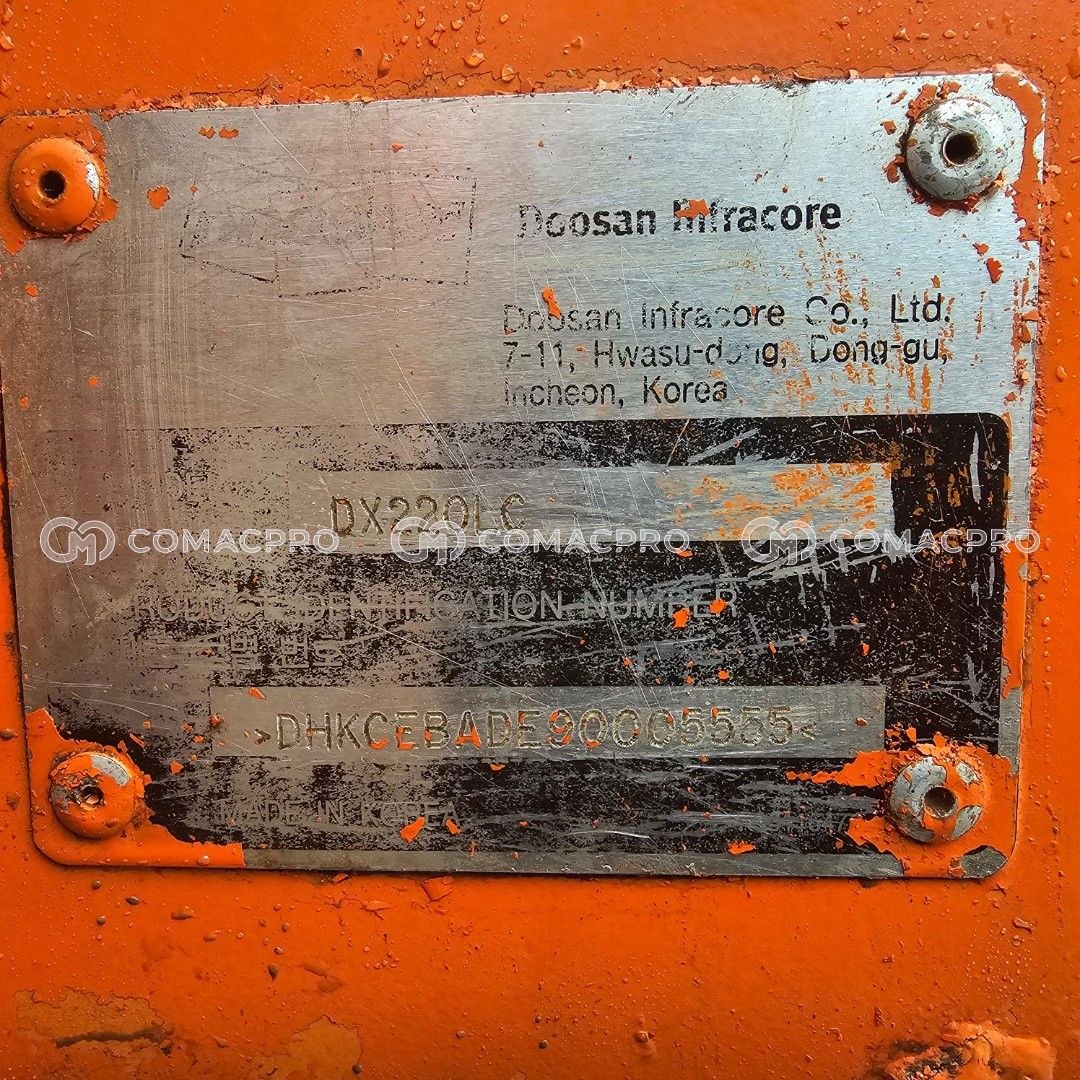 Doosan Infracore
Doosan Infracore Co., Ltd.
7-11, Hwasu-dong, Dong-gu,
Incheon, Korea
DX220LC
COMACPRO COMACPRO COMACPRO
PRODUCT IDENTIFICATION NUMBER
>DHKCEBADE90005555<
MADE IN KOREA